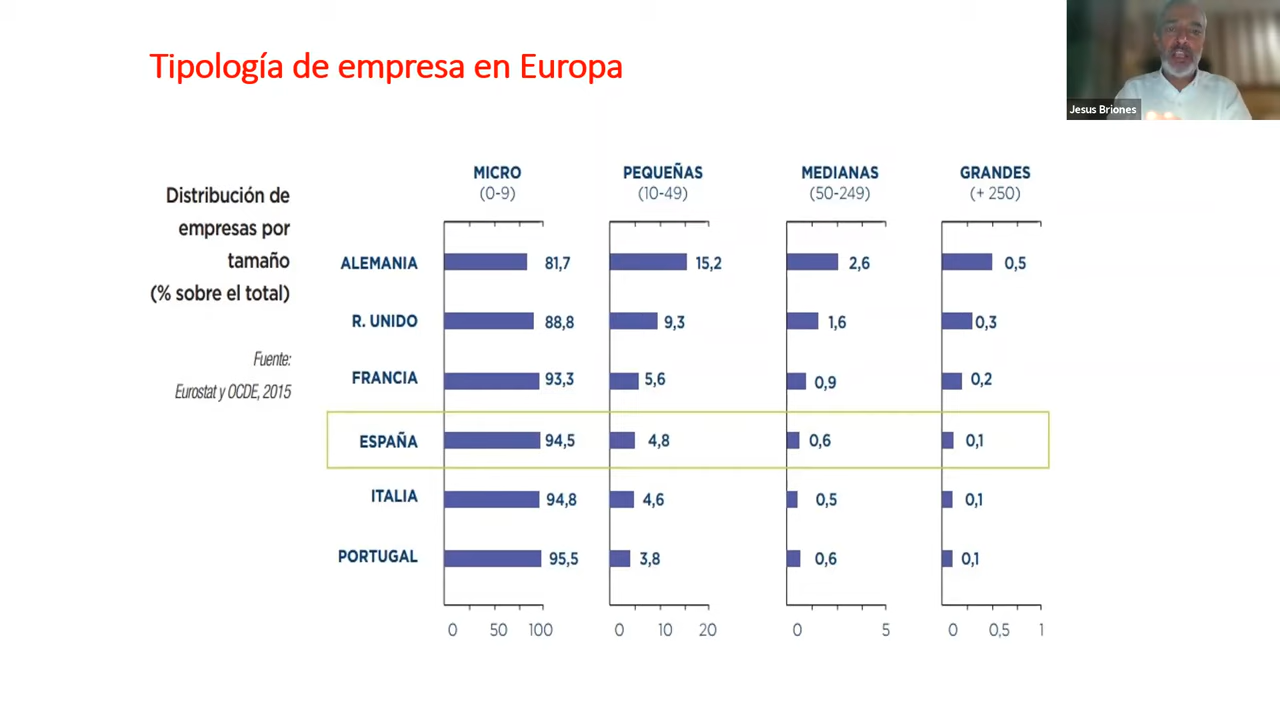 Tipología de empresa en Europa
Jesus Briones
Distribución de
empresas por
tamaño
(% sobre el total)
Fuente:
Eurostat y OCDE, 2015
MICRO PEQUEÑAS MEDIANAS GRANDES
(0-9) (10-49) (50-249) (+ 250)
ALEMANIA 81,7 15,2 2,6 0,5
R. UNIDO 88,8 9,3 1,6 0,3
FRANCIA 93,3 5,6 0,9 0,2
ESPAÑA 94,5 4,8 0,6 0,1
ITALIA 94,8 4,6 0,5 0,1
PORTUGAL 95,5 3,8 0,6 0,1
0 50 100 0 10 20 0 5 0 0,5 1